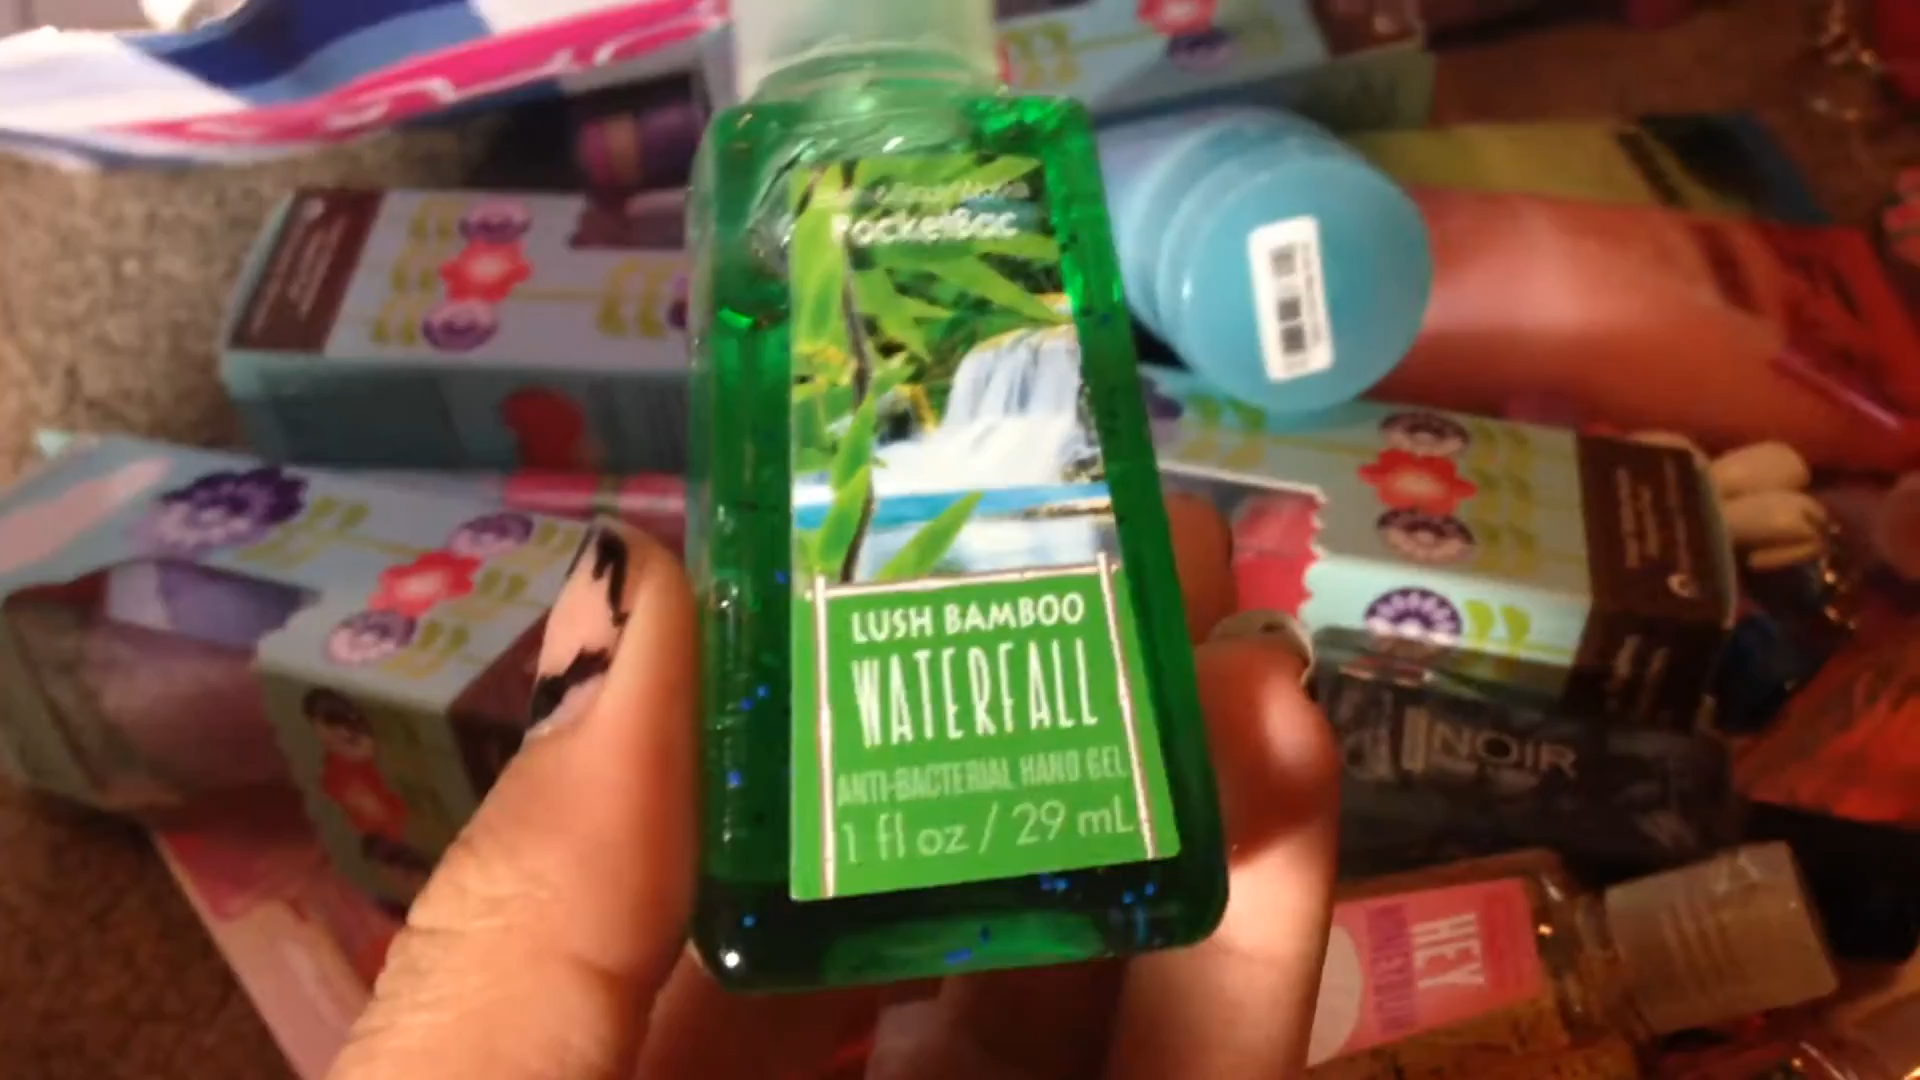 PocketBac
LUSH BAMBOO
WATERFALL
ANTI-BACTERIAL HAND GEL
1 fl oz / 29 mL
NOIR
HEY